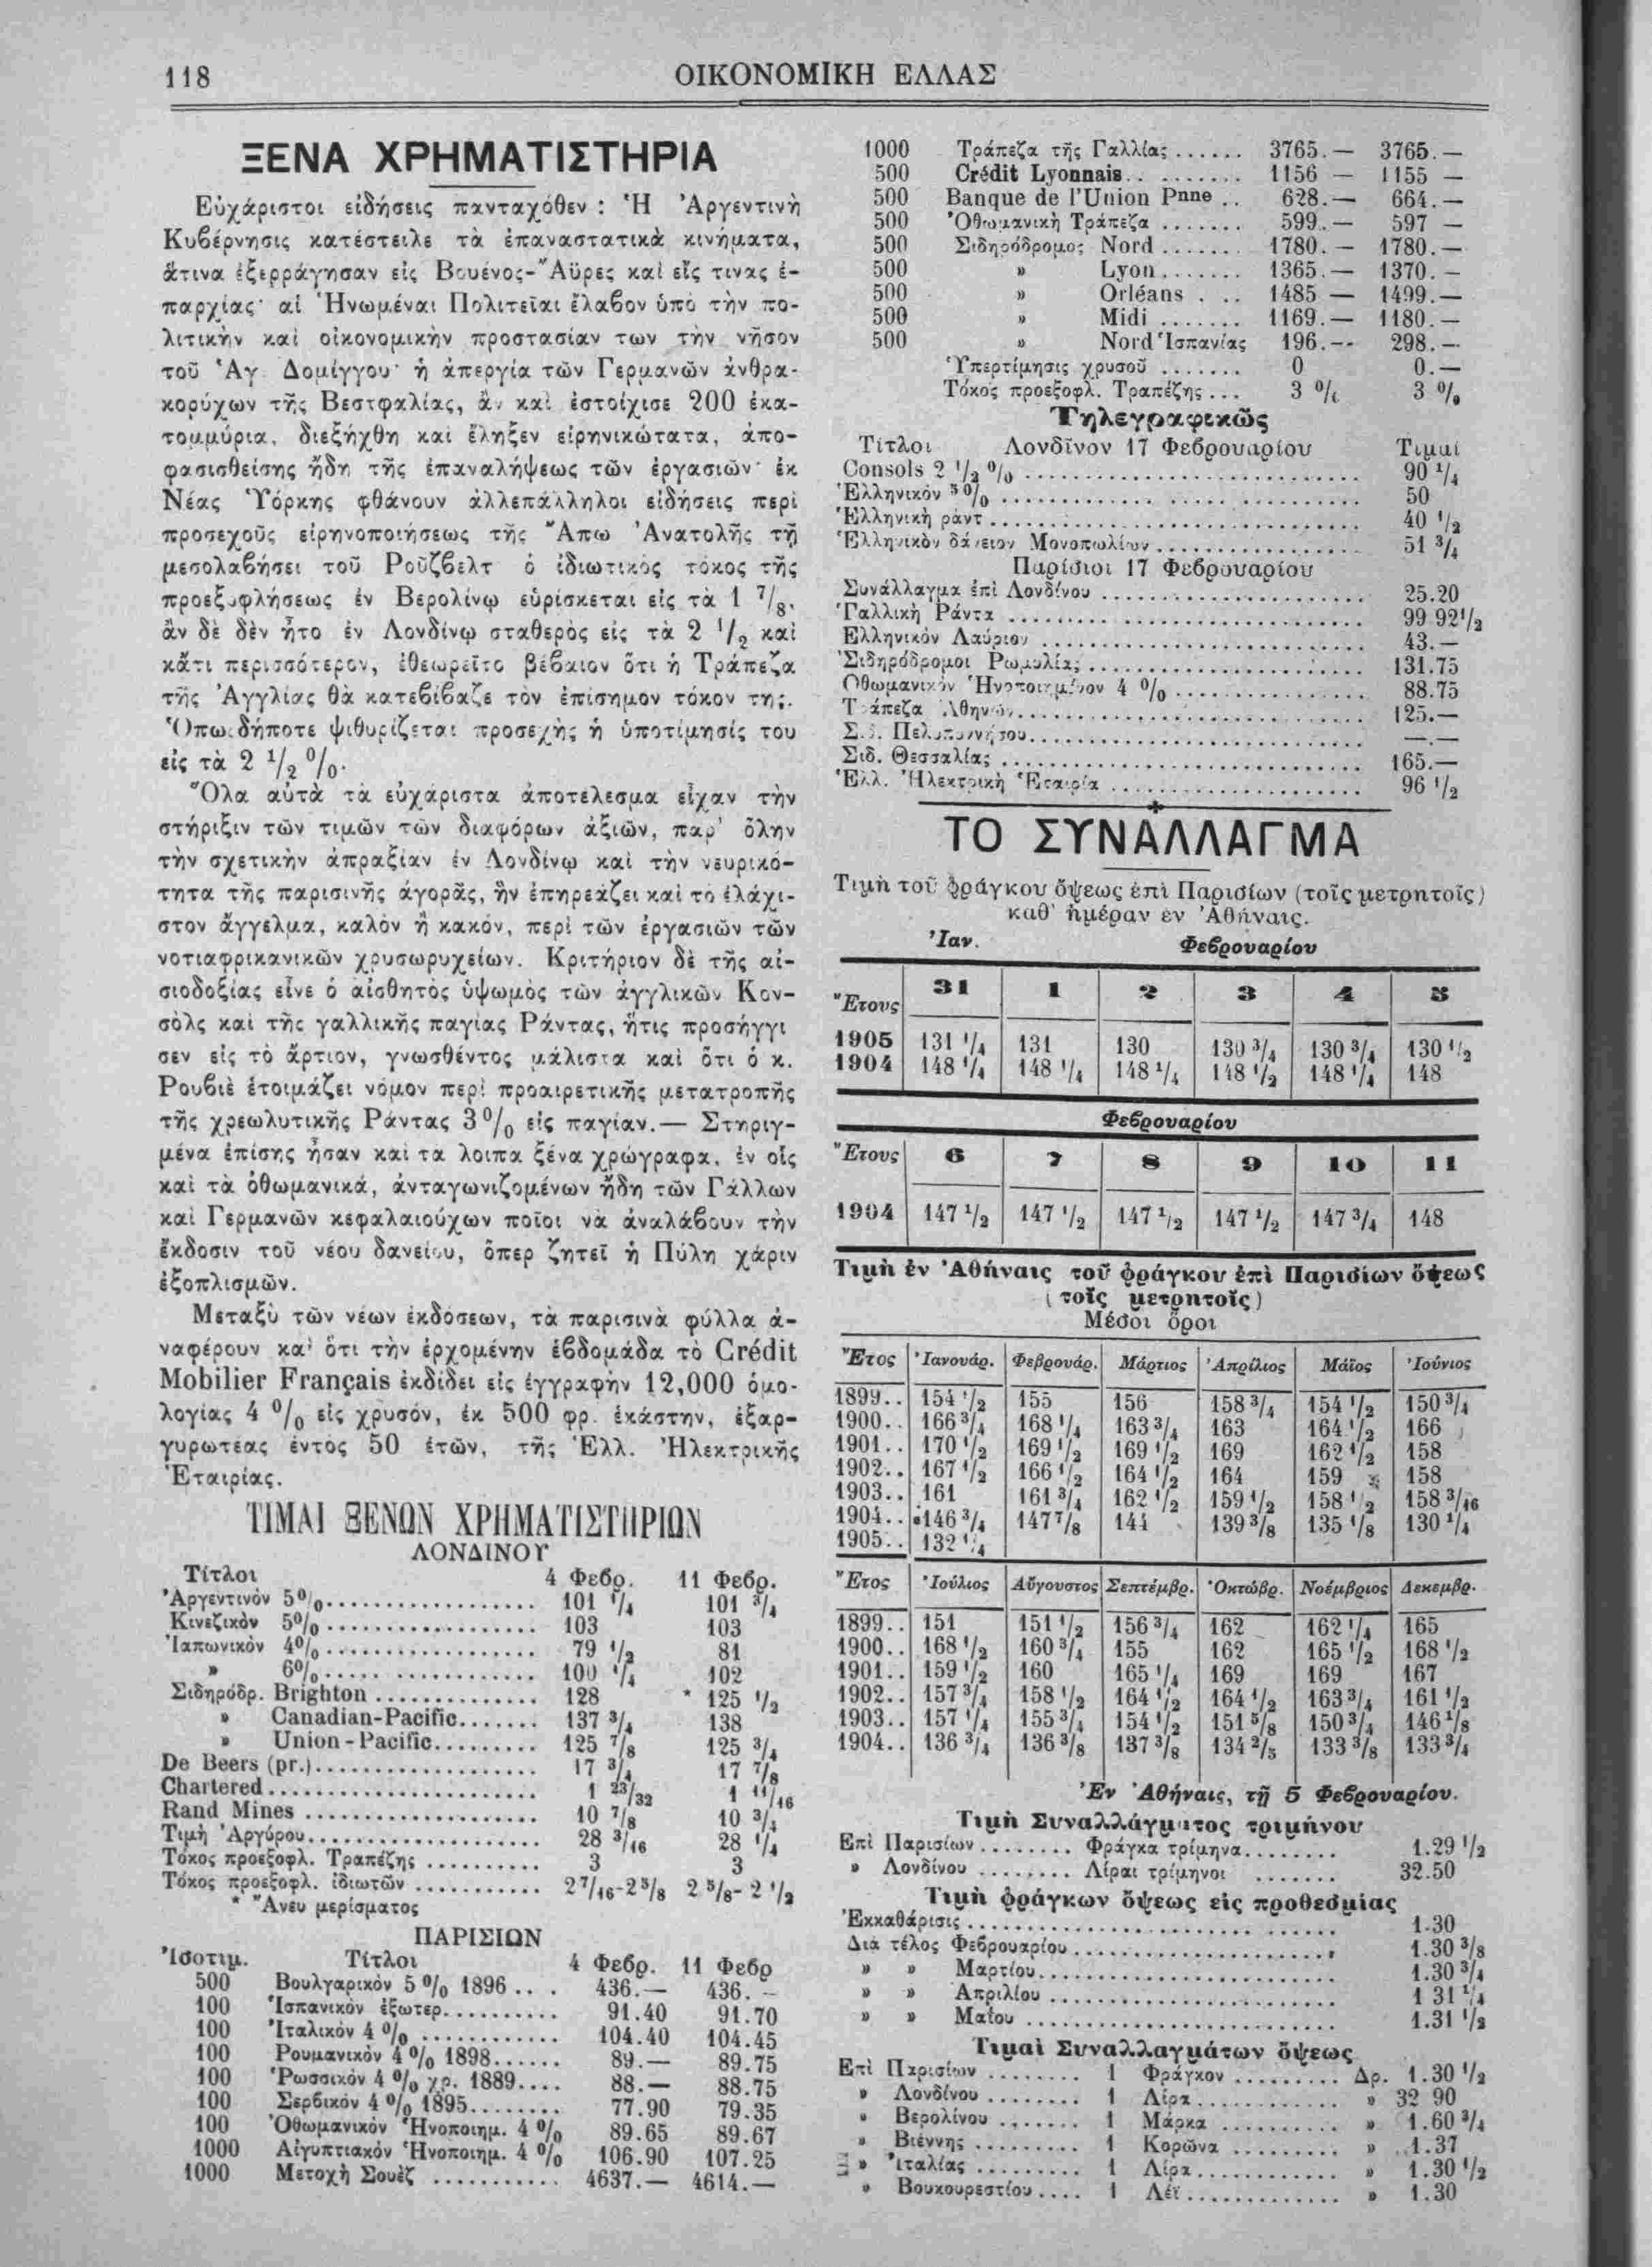 118
ΟΙΚΟΝΟΜΙΚΗ ΕΛΛΑΣ
ΞΕΝΑ ΧΡΗΜΑΤΙΣΤΗΡΙΑ
Εὐχάριστοι εἰδήσεις πανταχόθεν : Ἡ Ἀργεντινὴ
Κυβέρνησις κατέστειλε τὰ ἐπαναστατικὰ κινήματα,
ἅτινα ἐξερράγησαν εἰς Βουένος-Ἄϋρες καὶ εἴς τινας ἐ-
παρχίας· αἱ Ἡνωμέναι Πολιτεῖαι ἔλαβον ὑπὸ τὴν πο-
λιτικὴν καὶ οἰκονομικὴν προστασίαν των τὴν νῆσον
τοῦ Ἁγ. Δομίγγου· ἡ ἀπεργία τῶν Γερμανῶν ἀνθρα-
κορύχων τῆς Βεστφαλίας, ἂν καὶ ἐστοίχισε 200 ἑκα-
τομμύρια, διεξήχθη καὶ ἔληξεν εἰρηνικώτατα, ἀπο-
φασισθείσης ἤδη τῆς ἐπαναλήψεως τῶν ἐργασιῶν· ἐκ
Νέας Ὑόρκης φθάνουν ἀλλεπάλληλοι εἰδήσεις περὶ
προσεχοῦς εἰρηνοποιήσεως τῆς Ἄπω Ἀνατολῆς τῇ
μεσολαβήσει τοῦ Ροῦζβελτ ὁ ἰδιωτικὸς τόκος τῆς
προεξοφλήσεως ἐν Βερολίνῳ εὑρίσκεται εἰς τὰ 1 7/8,
ἂν δὲ δὲν ἦτο ἐν Λονδίνῳ σταθερὸς εἰς τὰ 2 1/2 καὶ
κἄτι περισσότερον, ἐθεωρεῖτο βέβαιον ὅτι ἡ Τράπεζα
τῆς Ἀγγλίας θὰ κατεβίβαζε τὸν ἐπίσημον τόκον της.
Ὁπωςδήποτε ψιθυρίζεται προσεχὴς ἡ ὑποτίμησίς του
εἰς τὰ 2 1/2 %.
Ὅλα αὐτὰ τὰ εὐχάριστα ἀποτέλεσμα εἶχαν τὴν
στήριξιν τῶν τιμῶν τῶν διαφόρων ἀξιῶν, παρ' ὅλην
τὴν σχετικὴν ἀπραξίαν ἐν Λονδίνῳ καὶ τὴν νευρικό-
τητα τῆς παρισινῆς ἀγορᾶς, ἣν ἐπηρεάζει καὶ τὸ ἐλάχι-
στον ἄγγελμα, καλὸν ἢ κακόν, περὶ τῶν ἐργασιῶν τῶν
νοτιαφρικανικῶν χρυσωρυχείων. Κριτήριον δὲ τῆς αἰ-
σιοδοξίας εἶνε ὁ αἰσθητὸς ὑψωμὸς τῶν ἀγγλικῶν Κον-
σὸλς καὶ τῆς γαλλικῆς παγίας Ράντας, ἥτις προσήγγι
σεν εἰς τὸ ἄρτιον, γνωσθέντος μάλιστα καὶ ὅτι ὁ κ.
Ρουβιὲ ἑτοιμάζει νόμον περὶ προαιρετικῆς μετατροπῆς
τῆς χρεωλυτικῆς Ράντας 3% εἰς παγίαν.— Στηριγ-
μένα ἐπίσης ἦσαν καὶ τὰ λοιπα ξένα χρώγραφα, ἐν οἷς
καὶ τὰ ὀθωμανικά, ἀνταγωνιζομένων ἤδη τῶν Γάλλων
καὶ Γερμανῶν κεφαλαιούχων ποῖοι νὰ ἀναλάβουν τὴν
ἔκδοσιν τοῦ νέου δανείου, ὅπερ ζητεῖ ἡ Πύλη χάριν
ἐξοπλισμῶν.
Μεταξὺ τῶν νέων ἐκδόσεων, τὰ παρισινὰ φύλλα ἀ-
ναφέρουν κα' ὅτι τὴν ἐρχομένην ἑβδομάδα τὸ Crédit
Mobilier Français ἐκδίδει εἰς ἐγγραφὴν 12,000 ὁμο-
λογίας 4 % εἰς χρυσόν, ἐκ 500 φρ. ἑκάστην, ἐξαρ-
γυρωτέας ἐντὸς 50 ἐτῶν, τῆς Ἑλλ. Ἠλεκτρικῆς
Ἑταιρίας.
ΤΙΜΑΙ ΞΕΝΩΝ ΧΡΗΜΑΤΙΣΤΗΡΙΩΝ
ΛΟΝΔΙΝΟΥ
Τίτλοι 4 Φεβρ. 11 Φεβρ.
Ἀργεντινόν 5% 101 1/4 101 3/4
Κινεζικὸν 5% 103 103
Ἰαπωνικόν 4% 79 1/2 81
» 6% 100 1/4 102
Σιδηρόδρ. Brighton 128 * 125 1/2
» Canadian-Pacific 137 3/4 138
» Union-Pacific 125 7/8 125 3/4
De Beers (pr.) 17 3/4 17 7/8
Chartered 1 23/32 1 11/16
Rand Mines 10 7/8 10 3/4
Τιμὴ Ἀργύρου 28 3/16 28 1/4
Τόκος προεξοφλ. Τραπέζης 3 3
Τόκος προεξοφλ. ἰδιωτῶν 2 7/16-2 5/8 2 5/8-2 1/2
* Ἄνευ μερίσματος
ΠΑΡΙΣΙΩΝ
Ἰσοτιμ. Τίτλοι 4 Φεβρ. 11 Φεβρ
500 Βουλγαρικόν 5 % 1896 436.— 436. -
100 Ἱσπανικόν ἐξωτερ. 91.40 91.70
100 Ἰταλικόν 4 % 104.40 104.45
100 Ρουμανικόν 4 % 1898 89.— 89.75
100 Ῥωσσικόν 4 % χρ. 1889 88.— 88.75
100 Σερβικόν 4 % 1895 77.90 79.35
100 Ὀθωμανικόν Ἡνοποιημ. 4 % 89.65 89.67
1000 Αἰγυπτιακόν Ἡνοποιημ. 4 % 106.90 107.25
1000 Μετοχὴ Σουὲζ 4637.— 4614.—
1000 Τράπεζα τῆς Γαλλίας 3765.— 3765.—
500 Crédit Lyonnais 1156 — 1155 —
500 Banque de l'Union Pnne 628.— 664.—
500 Ὀθωμανικὴ Τράπεζα 599.— 597 —
500 Σιδηρόδρομος Nord 1780.— 1780.—
500 » Lyon 1365.— 1370.—
500 » Orléans 1485 — 1499.—
500 » Midi 1169.— 1180.—
500 » Nord Ἱσπανίας 196.-- 298.—
Ὑπερτίμησις χρυσοῦ 0 0.—
Τόκος προεξοφλ. Τραπέζης 3 % 3 %
Τηλεγραφικῶς
Τίτλοι Λονδῖνον 17 Φεβρουαρίου Τιμαί
Consols 2 1/2 % 90 1/4
Ἑλληνικόν 5% 50
Ἑλληνικὴ ράντ 40 1/2
Ἑλληνικὸν δάνειον Μονοπωλίων 51 3/4
Παρίσιοι 17 Φεβρουαρίου
Συνάλλαγμα ἐπὶ Λονδίνου 25.20
Γαλλικὴ Ράντα 99 92 1/2
Ελληνικὸν Λαύριον 43.—
Σιδηρόδρομοι Ρωμυλίας 131.75
Ὀθωμανικὸν Ἡνοποιημένον 4 % 88.75
Τράπεζα Ἀθηνῶν 125.—
Σιδ. Πελοποννήσου —.—
Σιδ. Θεσσαλίας 165.—
Ἑλλ. Ἠλεκτρικὴ Ἑταιρία 96 1/2
ΤΟ ΣΥΝΑΛΛΑΓΜΑ
Τιμὴ τοῦ φράγκου ὄψεως ἐπὶ Παρισίων (τοῖς μετρητοῖς)
καθ' ἡμέραν ἐν Ἀθήναις.
Ἰαν. Φεβρουαρίου
Ἔτους 31 1 2 3 4 5
1905 131 1/4 131 130 130 3/4 130 3/4 130 1/2
1904 148 1/4 148 1/4 148 1/4 148 1/2 148 1/4 148
Φεβρουαρίου
Ἔτους 6 7 8 9 10 11
1904 147 1/2 147 1/2 147 1/2 147 1/2 147 3/4 148
Τιμὴ ἐν Ἀθήναις τοῦ φράγκου ἐπὶ Παρισίων ὄψεως
(τοῖς μετρητοῖς)
Μέσοι ὅροι
Ἔτος Ἰανουάρ. Φεβρουάρ. Μάρτιος Ἀπρίλιος Μάϊος Ἰούνιος
1899.. 154 1/2 155 156 158 3/4 154 1/2 150 3/4
1900.. 166 3/4 168 1/4 163 3/4 163 164 1/2 166
1901.. 170 1/2 169 1/2 169 1/2 169 162 1/2 158
1902.. 167 1/2 166 1/2 164 1/2 164 159 158
1903.. 161 161 3/4 162 1/2 159 1/2 158 1/2 158 3/16
1904.. 146 3/4 147 7/8 144 139 3/8 135 1/8 130 1/4
1905.. 132 1/4
Ἔτος Ἰούλιος Αὔγουστος Σεπτέμβρ. Ὀκτώβρ. Νοέμβριος Δεκεμβρ.
1899.. 151 151 1/2 156 3/4 162 162 1/4 165
1900.. 168 1/2 160 3/4 155 162 165 1/2 168 1/2
1901.. 159 1/2 160 165 1/4 169 169 167
1902.. 157 3/4 158 1/2 164 1/2 164 1/2 163 3/4 161 1/2
1903.. 157 1/4 155 3/4 154 1/2 151 5/8 150 3/4 146 1/8
1904.. 136 3/4 136 3/8 137 3/8 134 2/5 133 3/8 133 3/4
Ἐν Ἀθήναις, τῇ 5 Φεβρουαρίου.
Τιμὴ Συναλλάγματος τριμήνου
Ἐπὶ Παρισίων Φράγκα τρίμηνα 1.29 1/2
» Λονδίνου Λίραι τρίμηνοι 32.50
Τιμὴ φράγκων ὄψεως εἰς προθεσμίας
Ἐκκαθάρισις 1.30
Διὰ τέλος Φεβρουαρίου 1.30 3/8
» » Μαρτίου 1.30 3/4
» » Ἀπριλίου 1 31 1/4
» » Μαΐου 1.31 1/2
Τιμαὶ Συναλλαγμάτων ὄψεως
Ἐπὶ Παρισίων 1 Φράγκον Δρ. 1.30 1/2
» Λονδίνου 1 Λίρα » 32 90
» Βερολίνου 1 Μάρκα » 1.60 3/4
» Βιέννης 1 Κορώνα » 1.37
» Ἰταλίας 1 Λίρα » 1.30 1/2
» Βουκουρεστίου 1 Λέϊ » 1.30